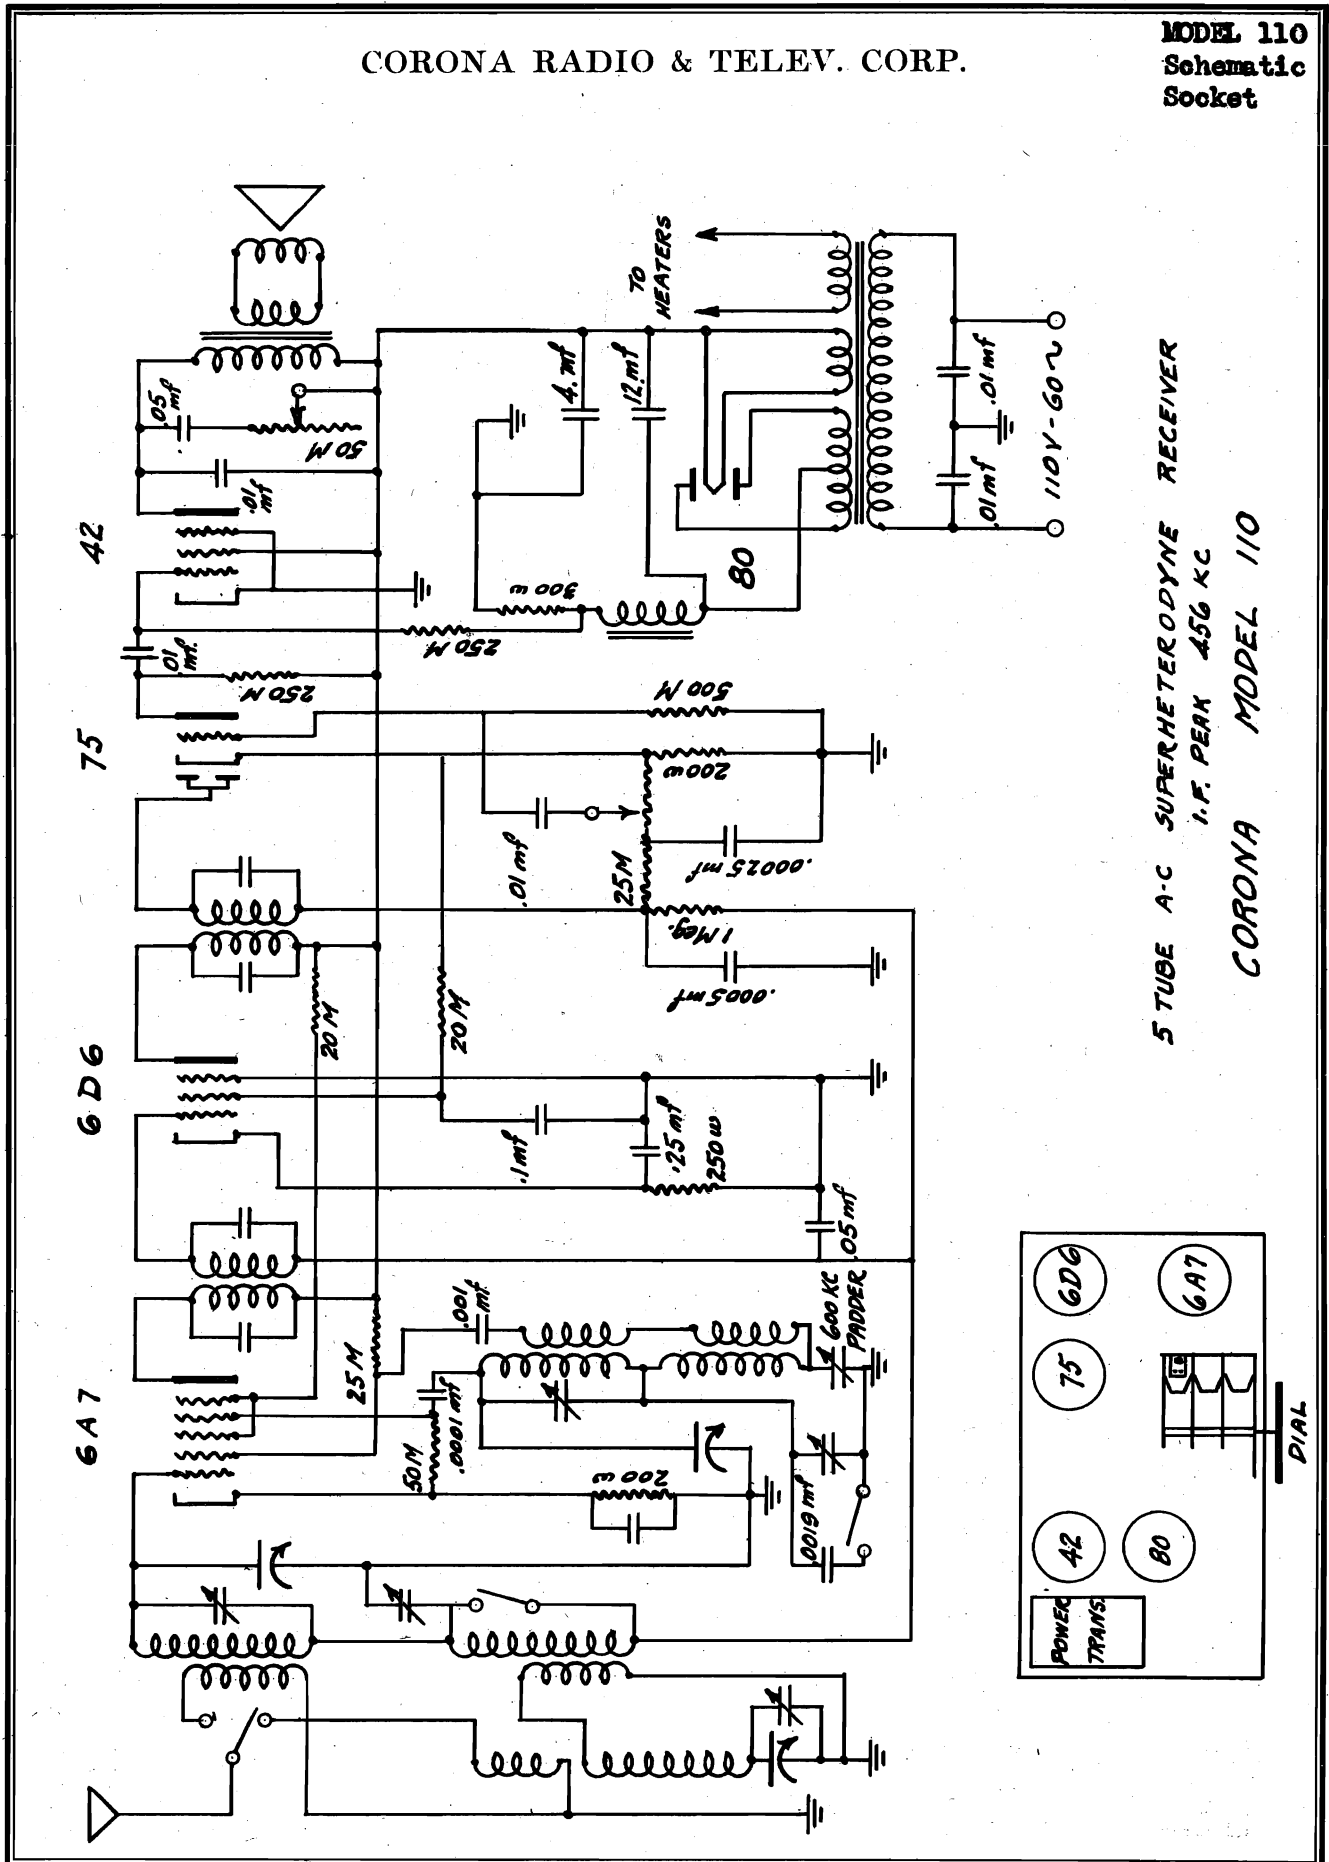 CORONA RADIO & TELEV. CORP.
MODEL 110
Schematic
Socket
6A7
6D6
75
42
80
.05 mf
50 M
.01 mf
.01 mf.
250 M
250 M
300 w
4. mf
12. mf
TO HEATERS
.01 mf
.01 mf
110V-60~
500 M
200 w
.01 mf
25 M
.00025 mf
1 Meg.
.0005 mf
20 M
20 M
.1 mf
.25 mf
250 w
.05 mf
25 M
.001 mf
600 KC
PADDER
50 M
.0001 mf
200 w
.0019 mf
5 TUBE A-C SUPERHETERODYNE RECEIVER
I.F. PEAK 456 KC
CORONA MODEL 110
6D6
75
6A7
42
80
POWER
TRANS.
DIAL